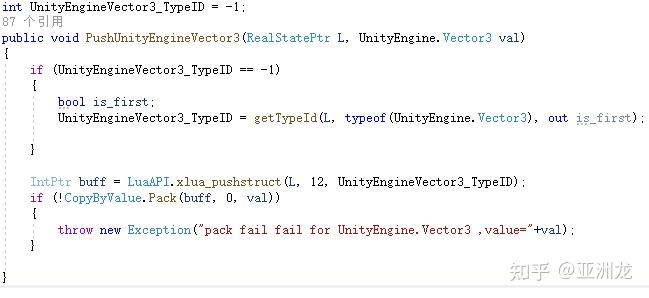 int UnityEngineVector3_TypeID = -1;
87 个引用
public void PushUnityEngineVector3(RealStatePtr L, UnityEngine.Vector3 val)
{
    if (UnityEngineVector3_TypeID == -1)
    {
        bool is_first;
        UnityEngineVector3_TypeID = getTypeId(L, typeof(UnityEngine.Vector3), out is_first);
    }
    IntPtr buff = LuaAPI.xlua_pushstruct(L, 12, UnityEngineVector3_TypeID);
    if (!CopyByValue.Pack(buff, 0, val))
    {
        throw new Exception("pack fail fail for UnityEngine.Vector3 ,value="+val);
    }
}
知乎 @亚洲龙